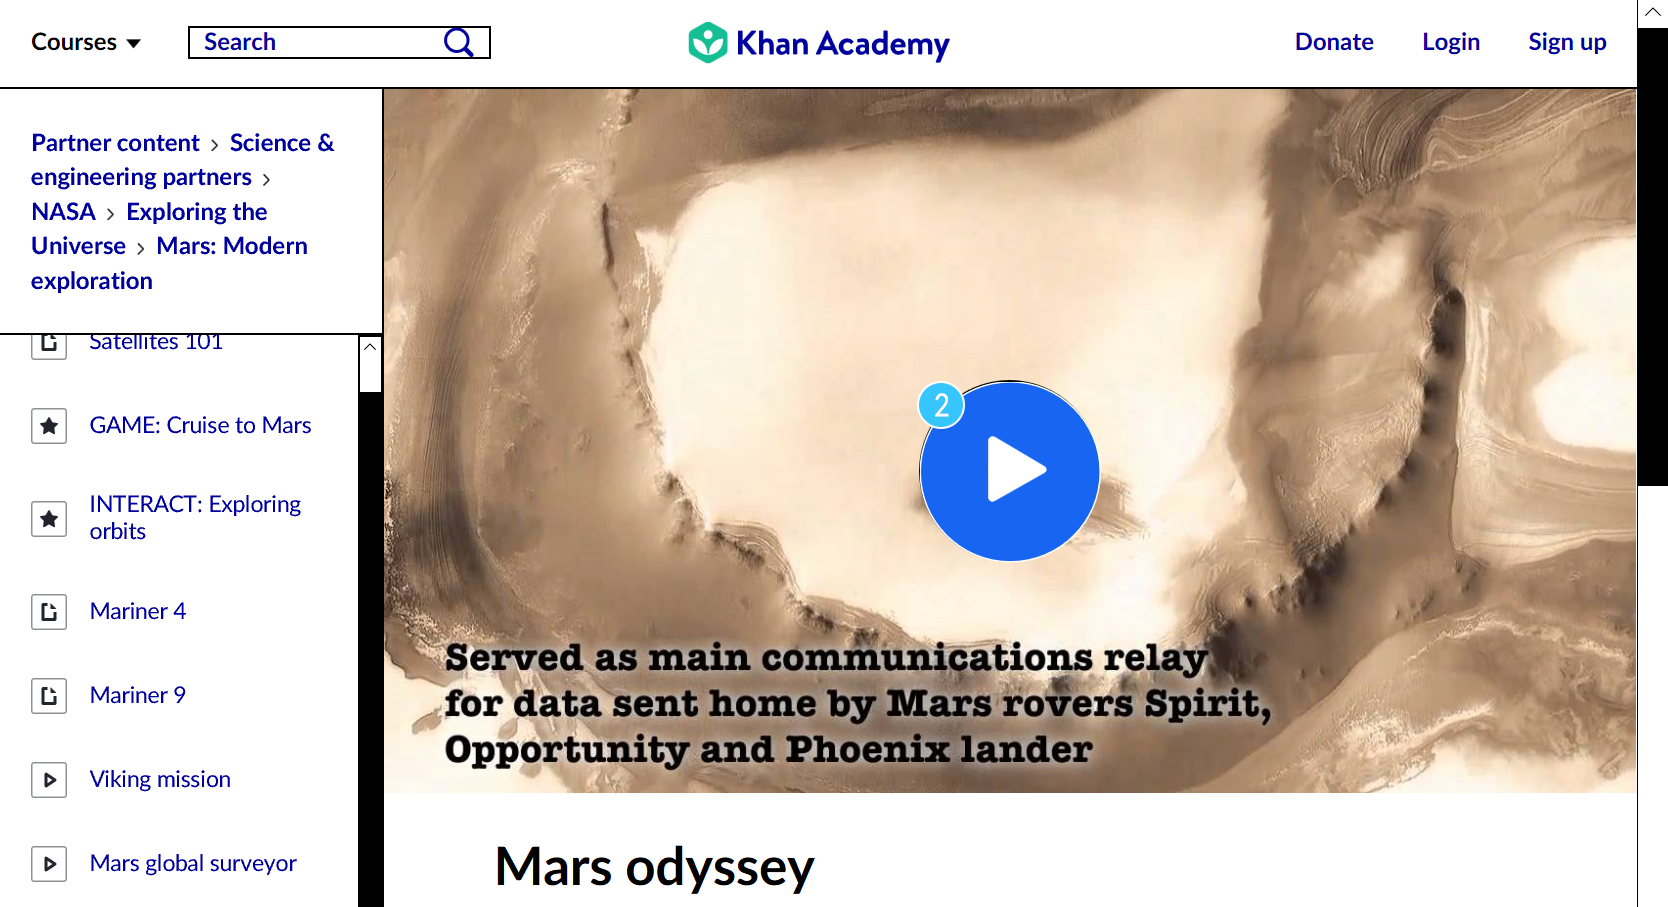 Courses
Search
Khan Academy
Donate
Login
Sign up
Partner content › Science &
engineering partners ›
NASA › Exploring the
Universe › Mars: Modern
exploration
Satellites 101
GAME: Cruise to Mars
INTERACT: Exploring
orbits
Mariner 4
Mariner 9
Viking mission
Mars global surveyor
2
Served as main communications relay
for data sent home by Mars rovers Spirit,
Opportunity and Phoenix lander
Mars odyssey